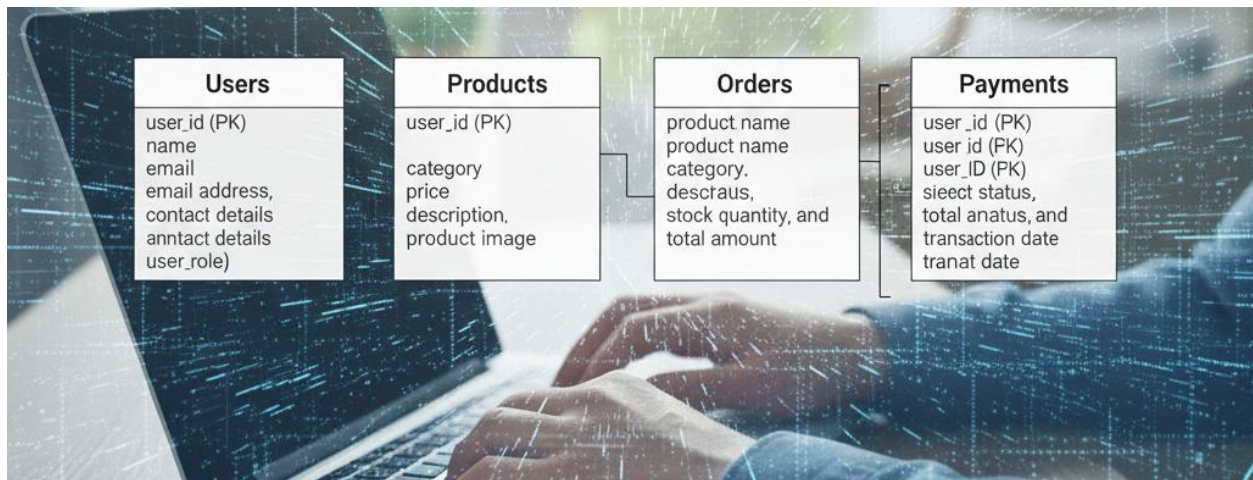 Users
user_id (PK)
name
email
email address,
contact details
anntact details
user_role)
Products
user_id (PK)
category
price
description,
product image
Orders
product name
product name
category.
descraus,
stock quantity, and
total amount
Payments
user _id (PK)
user id (PK)
user_ID (PK)
sieect status,
total anatus, and
transaction date
tranat date